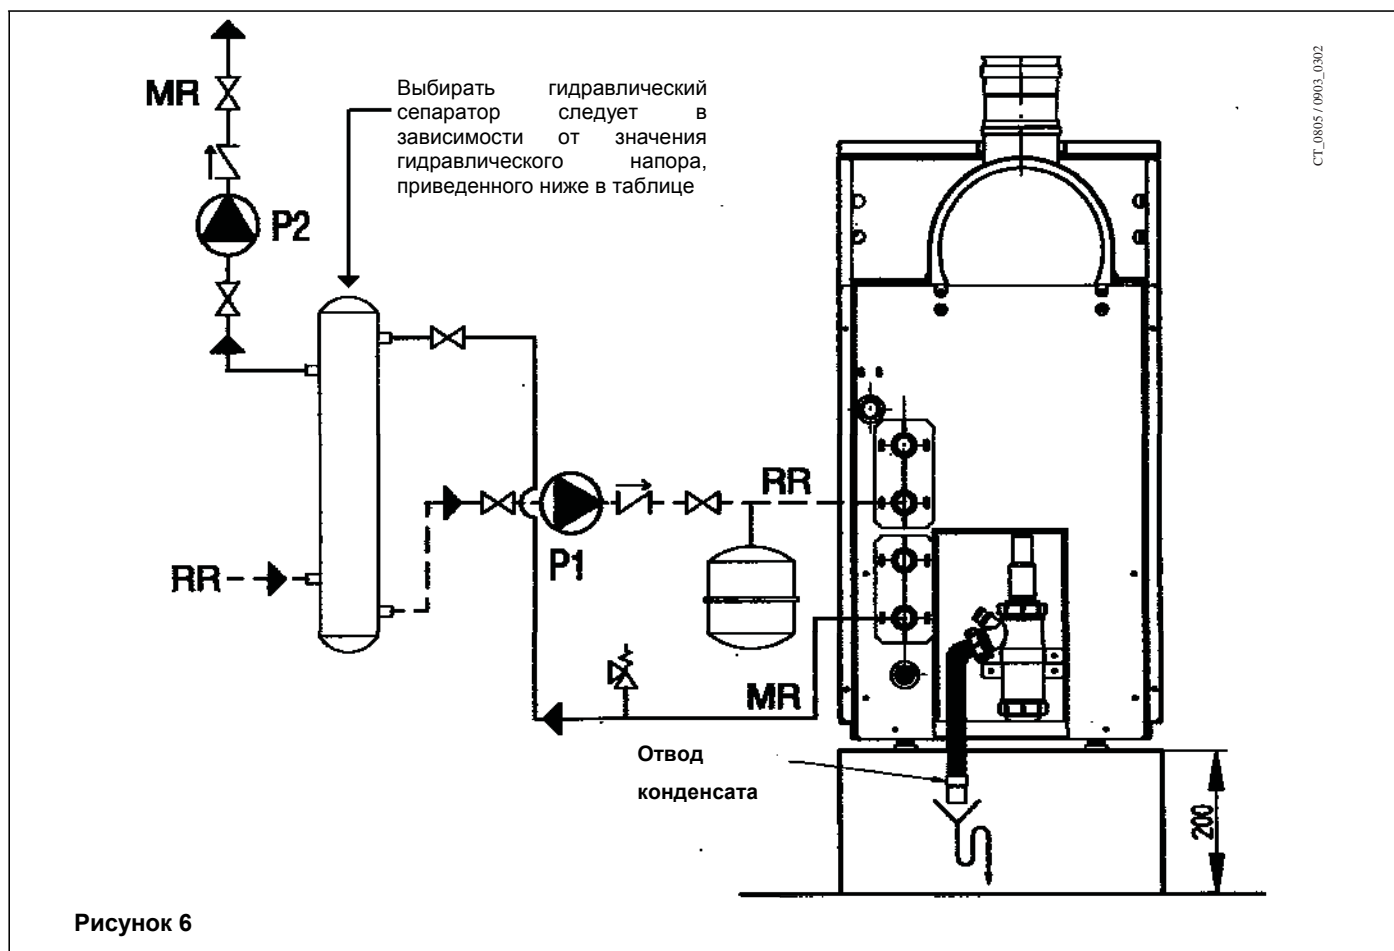 MR
Выбирать гидравлический
сепаратор следует в
зависимости от значения
гидравлического напора,
приведенного ниже в таблице
CT_0805 / 0903_0302
P2
RR
P1
RR
MR
Отвод
конденсата
200
Рисунок 6